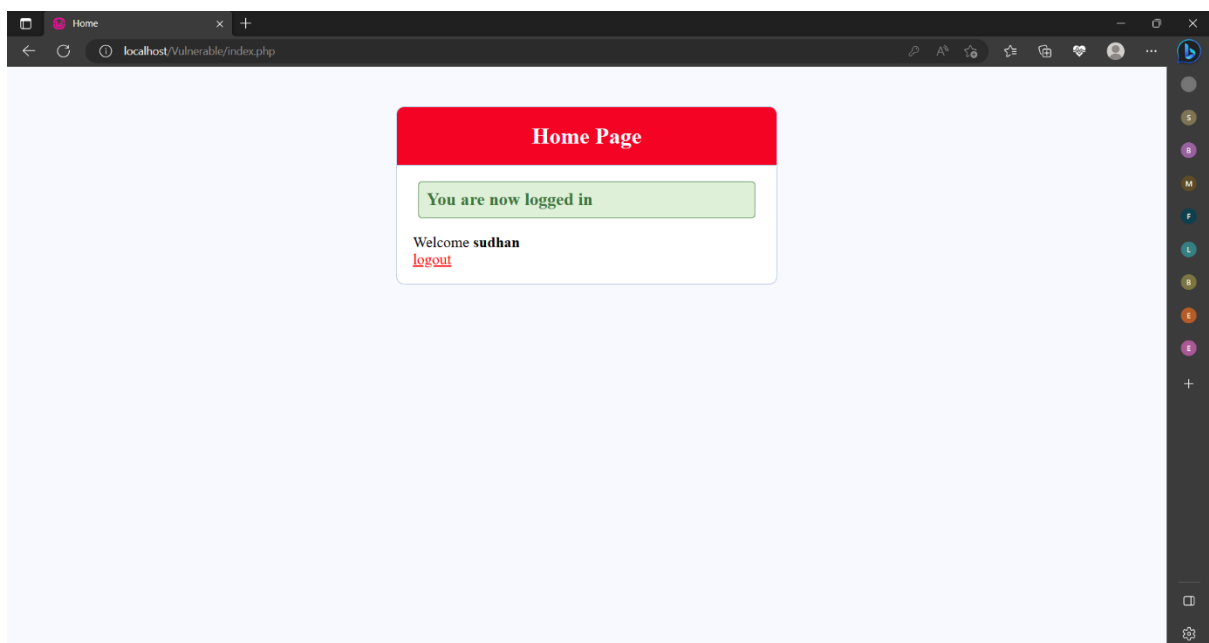 Home
localhost/Vulnerable/index.php
Home Page
You are now logged in
Welcome sudhan
logout
S
B
M
F
L
B
E
E